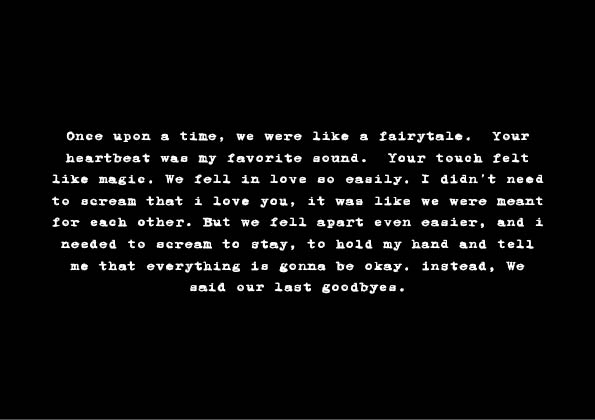 Once upon a time, we were like a fairytale.  Your
heartbeat was my favorite sound.  Your touch felt
like magic. We fell in love so easily. I didn't need
to scream that i love you, it was like we were meant
for each other. But we fell apart even easier, and i
needed to scream to stay, to hold my hand and tell
me that everything is gonna be okay. instead, We
said our last goodbyes.